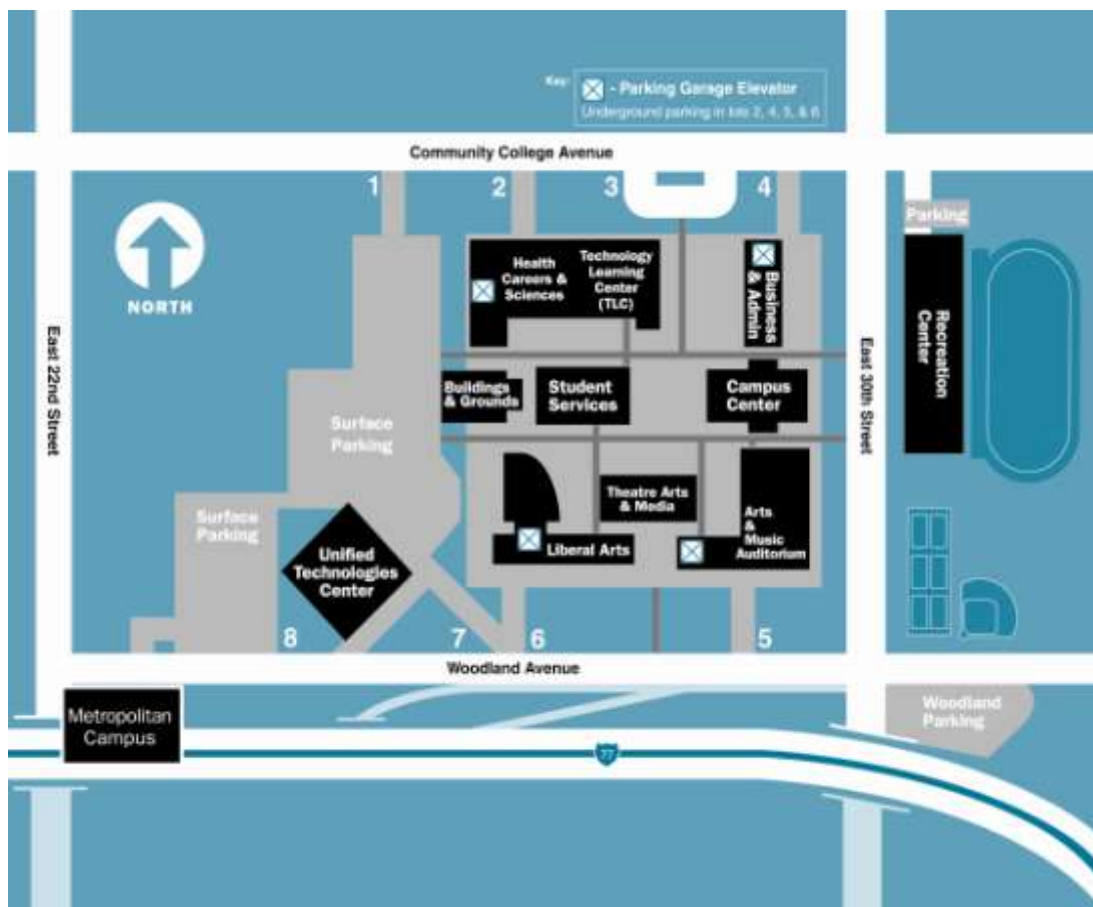 Key:
- Parking Garage Elevator
Underground parking in lots 2, 4, 5, & 6
Community College Avenue
1
2
3
4
NORTH
Parking
Health
Careers &
Sciences
Technology
Learning
Center
(TLC)
Business
& Admin
Recreation
Center
East 22nd Street
East 30th Street
Buildings
& Grounds
Student
Services
Campus
Center
Surface
Parking
Surface
Parking
Theatre Arts
& Media
Arts
&
Music
Auditorium
Liberal Arts
Unified
Technologies
Center
8
7
6
5
Woodland Avenue
Metropolitan
Campus
Woodland
Parking
77